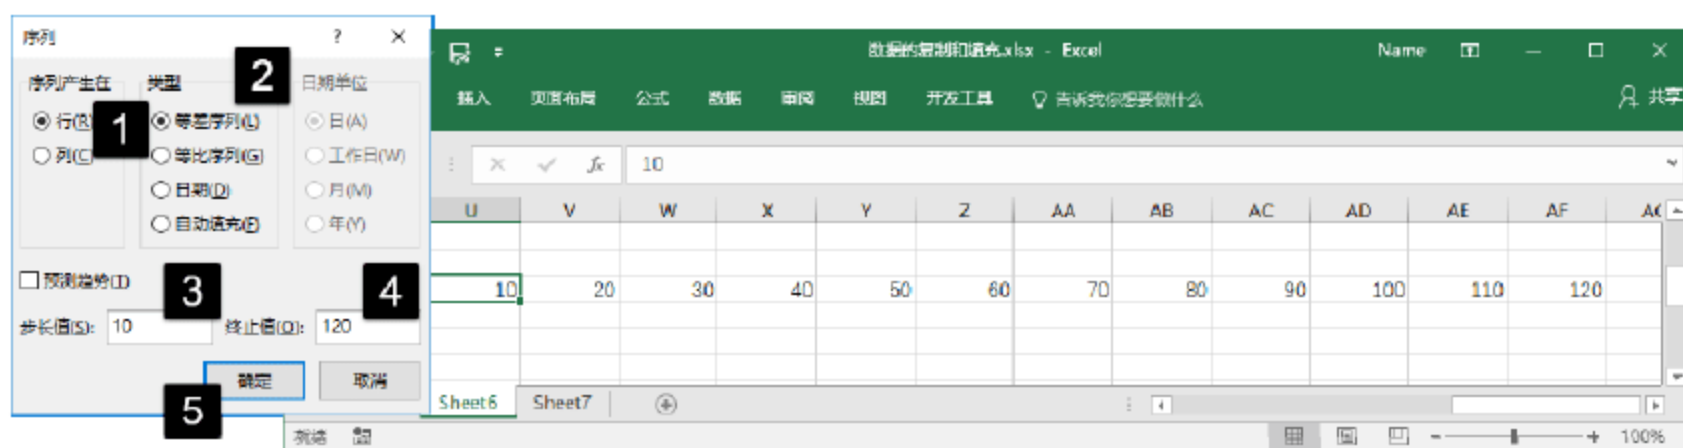 序列 ? ×
序列产生在 类型 2 日期单位
行(R) 1 等差序列(L) 日(A)
列(C) 等比序列(G) 工作日(W)
日期(D) 月(M)
自动填充(F) 年(Y)
预测趋势(T) 3 4
步长值(S): 10 终止值(O): 120
确定 取消
5
数据的复制和填充.xlsx - Excel Name
插入 页面布局 公式 数据 审阅 视图 开发工具 告诉我你想要做什么 共享
fx 10
U V W X Y Z AA AB AC AD AE AF
10 20 30 40 50 60 70 80 90 100 110 120
Sheet6 Sheet7
就绪 100%